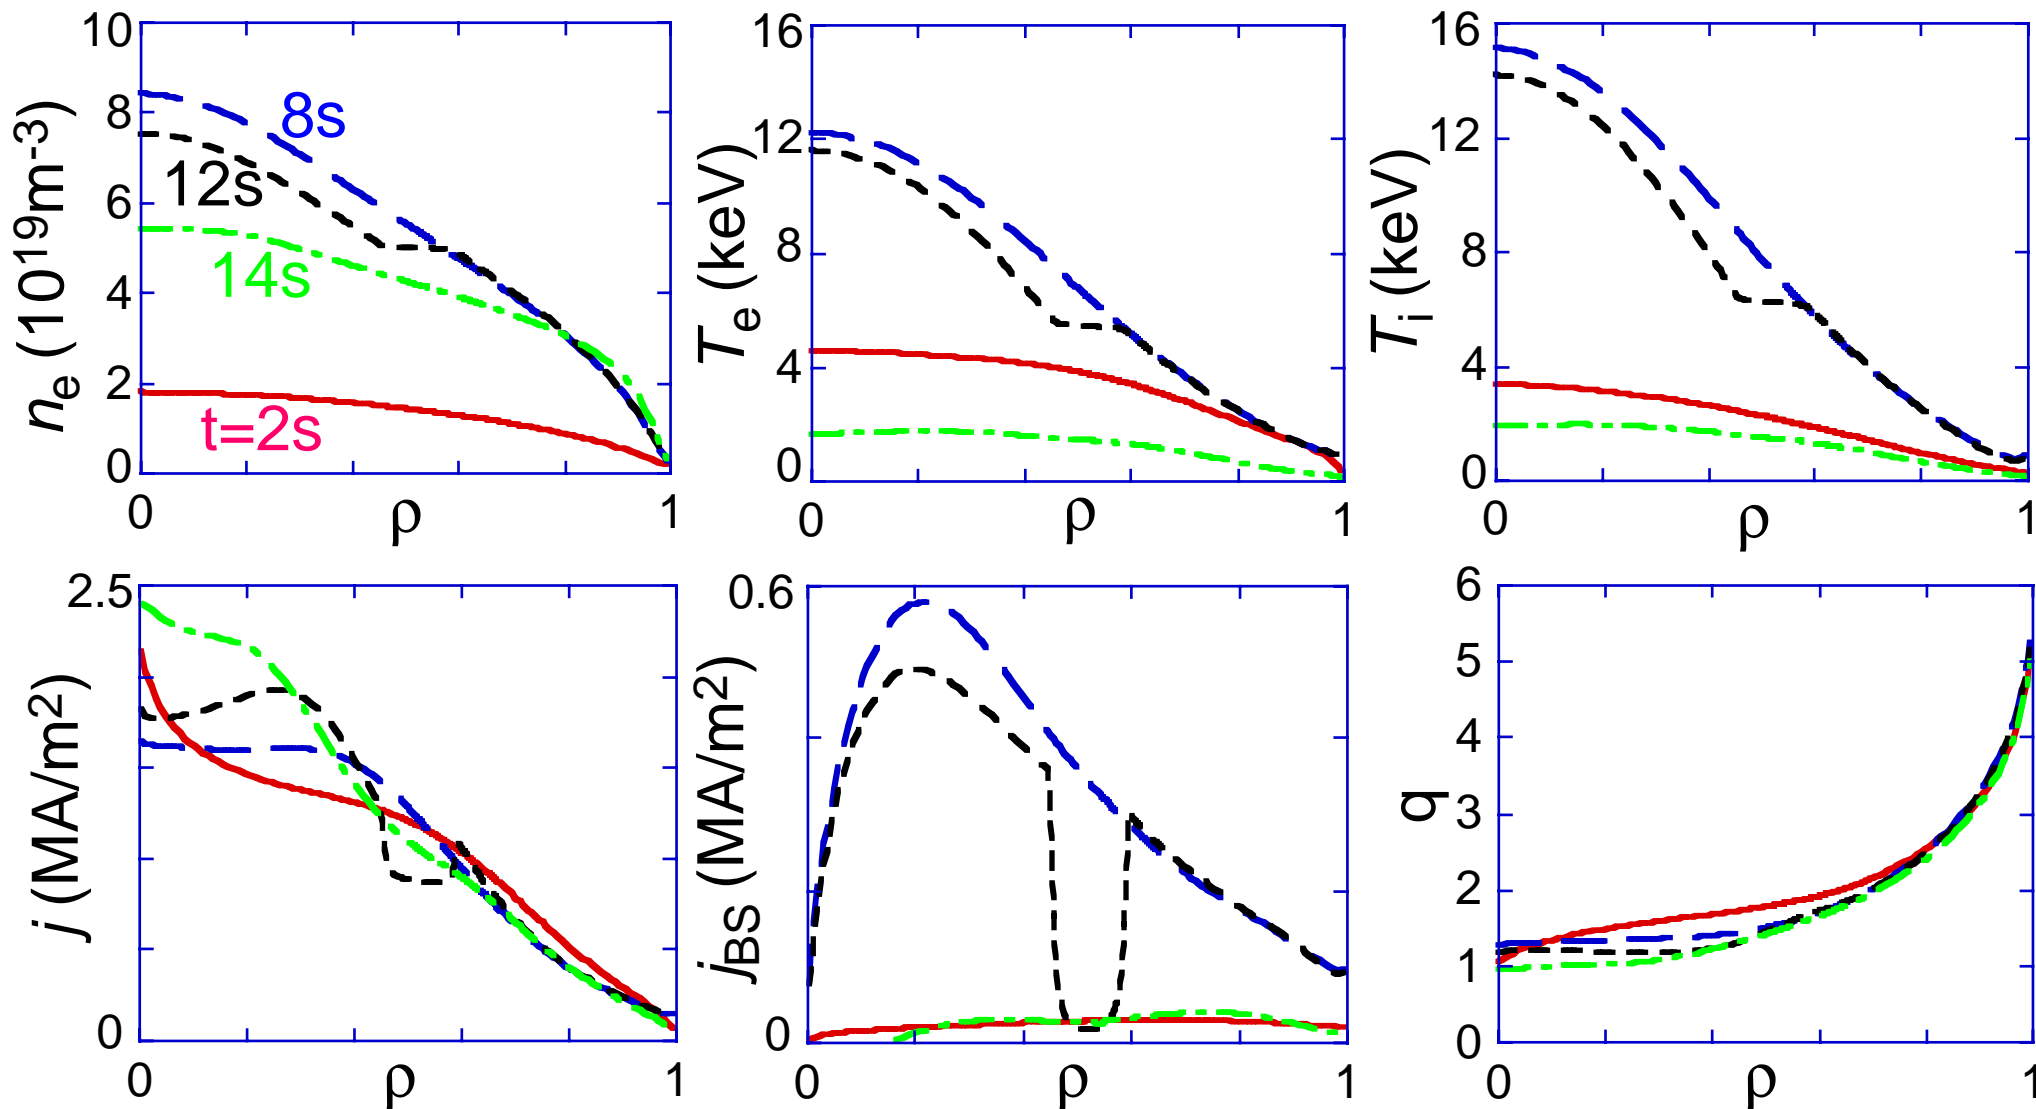 n_e (10^19 m^-3)
10
8
6
4
2
0
8s
12s
14s
t=2s
0 ρ 1
T_e (keV)
16
12
8
4
0
0 ρ 1
T_i (keV)
16
12
8
4
0
0 ρ 1
j (MA/m^2)
2.5
0
0 ρ 1
j_BS (MA/m^2)
0.6
0
0 ρ 1
q
6
5
4
3
2
1
0
0 ρ 1